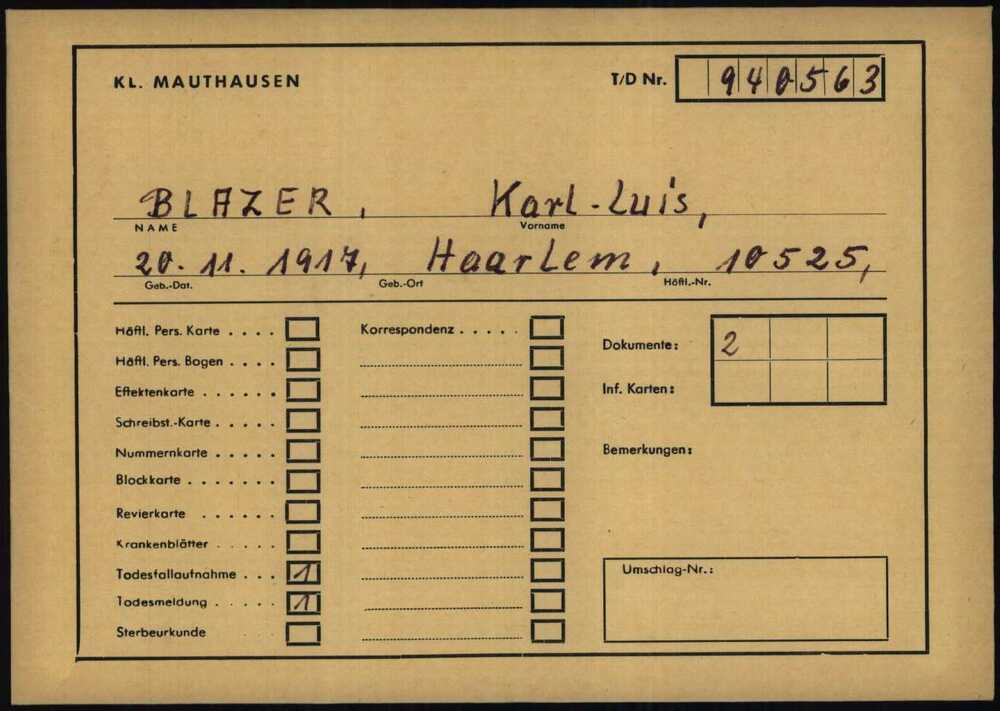 KL. MAUTHAUSEN T/D Nr. 940563
BLAZER, Karl-Luis,
NAME Vorname
20.11.1917, Haarlem, 10525,
Geb.-Dat. Geb.-Ort Häftl.-Nr.
Häftl. Pers. Karte . . . .
Häftl. Pers. Bogen . . . .
Effektenkarte . . . . . .
Schreibst.-Karte . . . . .
Nummernkarte . . . . .
Blockkarte . . . . . .
Revierkarte . . . . . .
Krankenblätter . . . . .
Todesfallaufnahme . . . 1
Todesmeldung . . . . . 1
Sterbeurkunde
Korrespondenz . . . . .
Dokumente: 2
Inf. Karten:
Bemerkungen:
Umschlag-Nr.: